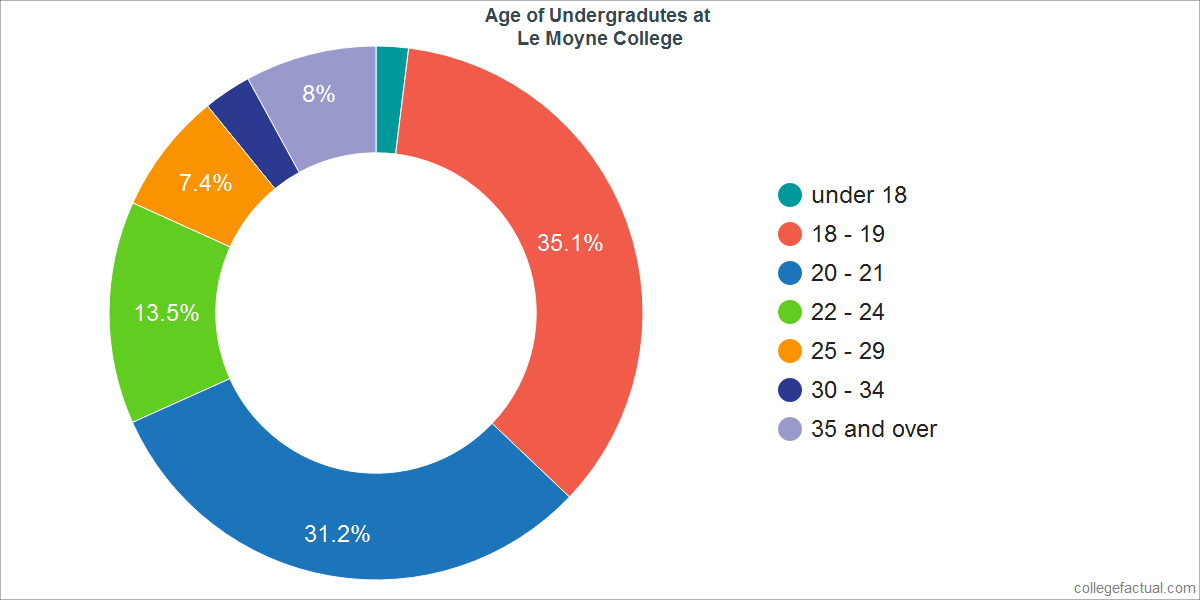 Age of Undergradutes at
Le Moyne College
8%
35.1%
7.4%
13.5%
31.2%
under 18
18 - 19
20 - 21
22 - 24
25 - 29
30 - 34
35 and over
collegefactual.com